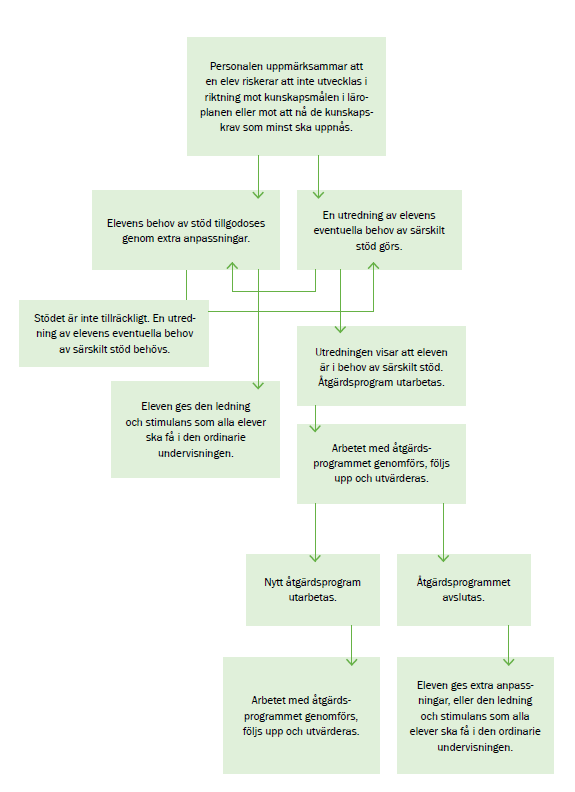 Personalen uppmärksammar att
en elev riskerar att inte utvecklas i
riktning mot kunskapsmålen i läro-
planen eller mot att nå de kunskaps-
krav som minst ska uppnås.
Elevens behov av stöd tillgodoses
genom extra anpassningar.
En utredning av elevens
eventuella behov av särskilt
stöd görs.
Stödet är inte tillräckligt. En utred-
ning av elevens eventuella behov
av särskilt stöd behövs.
Utredningen visar att eleven
är i behov av särskilt stöd.
Åtgärdsprogram utarbetas.
Eleven ges den ledning
och stimulans som alla elever
ska få i den ordinarie
undervisningen.
Arbetet med åtgärds-
programmet genomförs, följs
upp och utvärderas.
Nytt åtgärdsprogram
utarbetas.
Åtgärdsprogrammet
avslutas.
Arbetet med åtgärds-
programmet genomförs,
följs upp och utvärderas.
Eleven ges extra anpass-
ningar, eller den ledning
och stimulans som alla
elever ska få i den ordinarie
undervisningen.